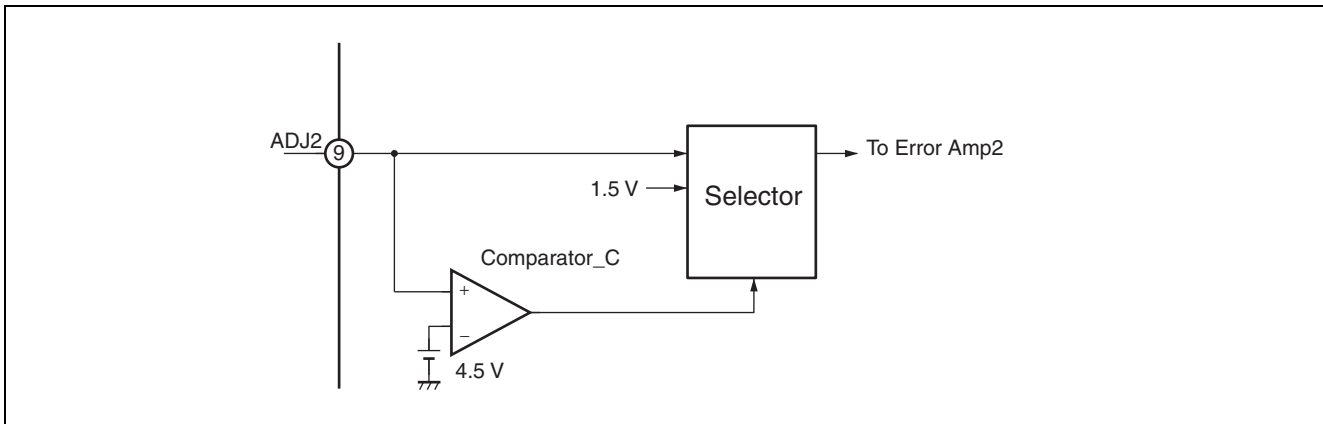 ADJ2
9
To Error Amp2
1.5 V
Selector
Comparator_C
+
−
4.5 V